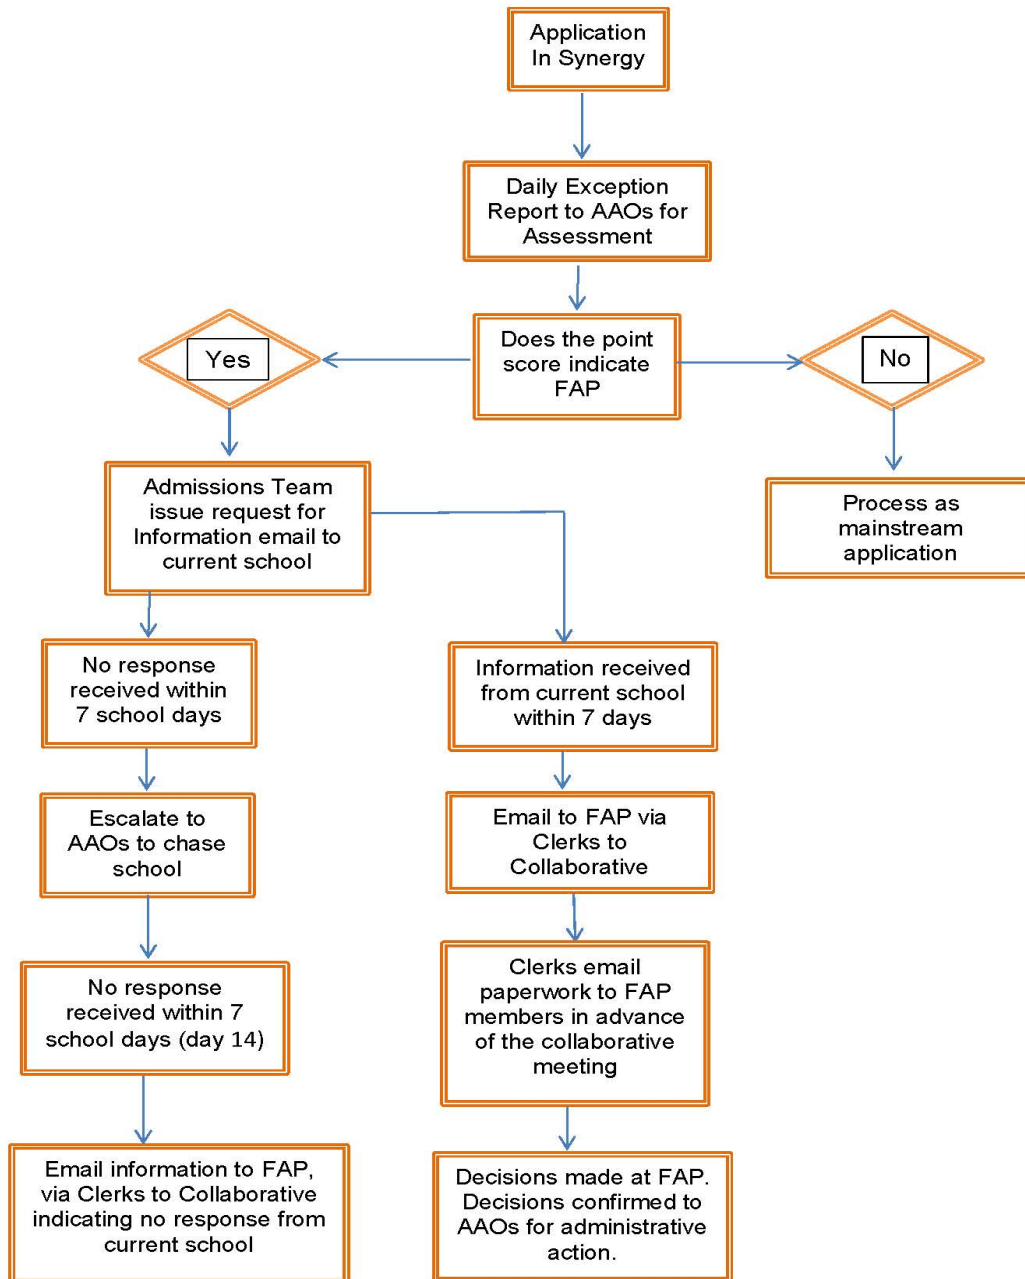 Application
In Synergy
Daily Exception
Report to AAOs for
Assessment
Does the point
score indicate
FAP
Yes
No
Admissions Team
issue request for
Information email to
current school
Process as
mainstream
application
No response
received within
7 school days
Information received
from current school
within 7 days
Escalate to
AAOs to chase
school
Email to FAP via
Clerks to
Collaborative
No response
received within 7
school days (day 14)
Clerks email
paperwork to FAP
members in advance
of the collaborative
meeting
Email information to FAP,
via Clerks to Collaborative
indicating no response from
current school
Decisions made at FAP.
Decisions confirmed to
AAOs for administrative
action.